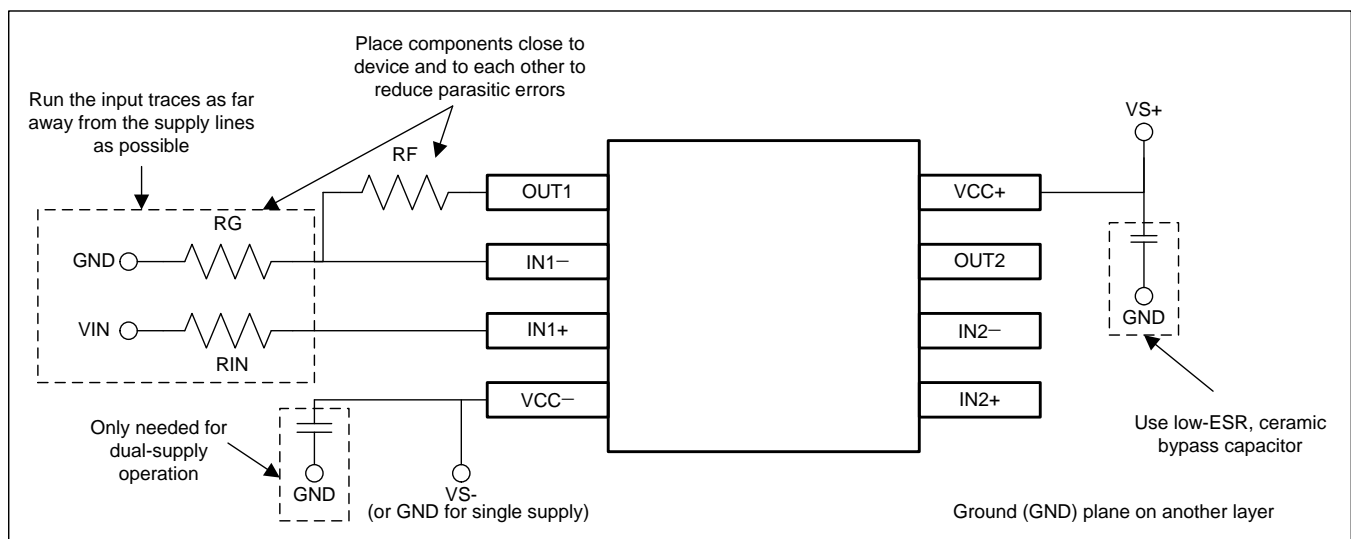 Place components close to
device and to each other to
reduce parasitic errors
Run the input traces as far
away from the supply lines
as possible
VS+
RF
OUT1
VCC+
RG
GND
IN1−
OUT2
GND
VIN
IN1+
IN2−
RIN
VCC−
IN2+
Only needed for
dual-supply
operation
Use low-ESR, ceramic
bypass capacitor
GND
VS-
(or GND for single supply)
Ground (GND) plane on another layer